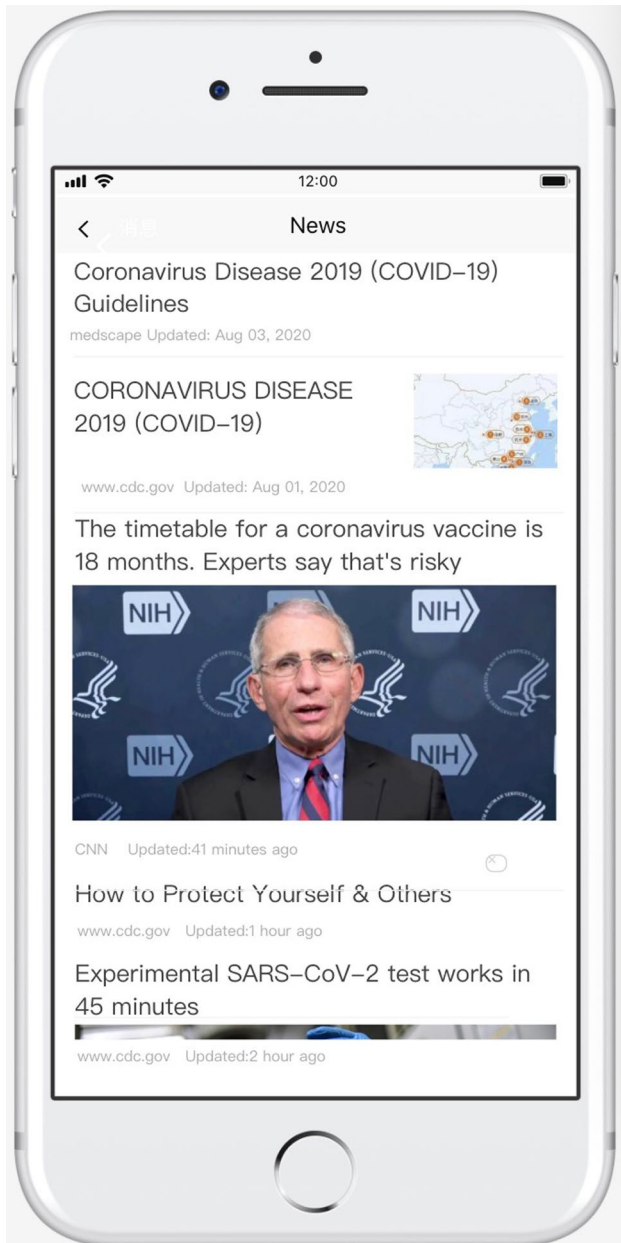 12:00
消息
News
Coronavirus Disease 2019 (COVID–19)
Guidelines
medscape Updated: Aug 03, 2020
CORONAVIRUS DISEASE
2019 (COVID–19)
www.cdc.gov Updated: Aug 01, 2020
The timetable for a coronavirus vaccine is
18 months. Experts say that's risky
NIH
NIH
NIH
NIH
CNN Updated:41 minutes ago
How to Protect Yourself & Others
www.cdc.gov Updated:1 hour ago
Experimental SARS–CoV–2 test works in
45 minutes
www.cdc.gov Updated:2 hour ago